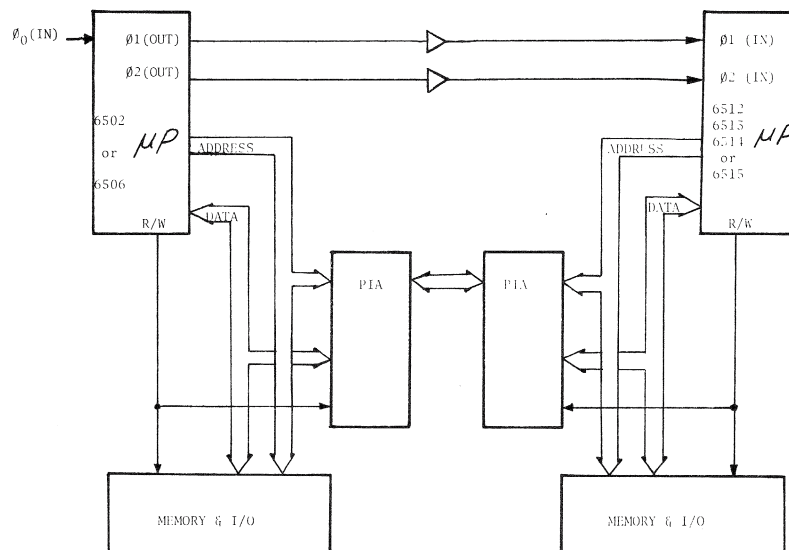 Ø₀(IN)
Ø1(OUT)
Ø2(OUT)
Ø1 (IN)
Ø2 (IN)
6502
or
6506
μP
6512
6513
6514
or
6515
μP
ADDRESS
ADDRESS
DATA
DATA
R/W
R/W
PIA
PIA
MEMORY & I/O
MEMORY & I/O